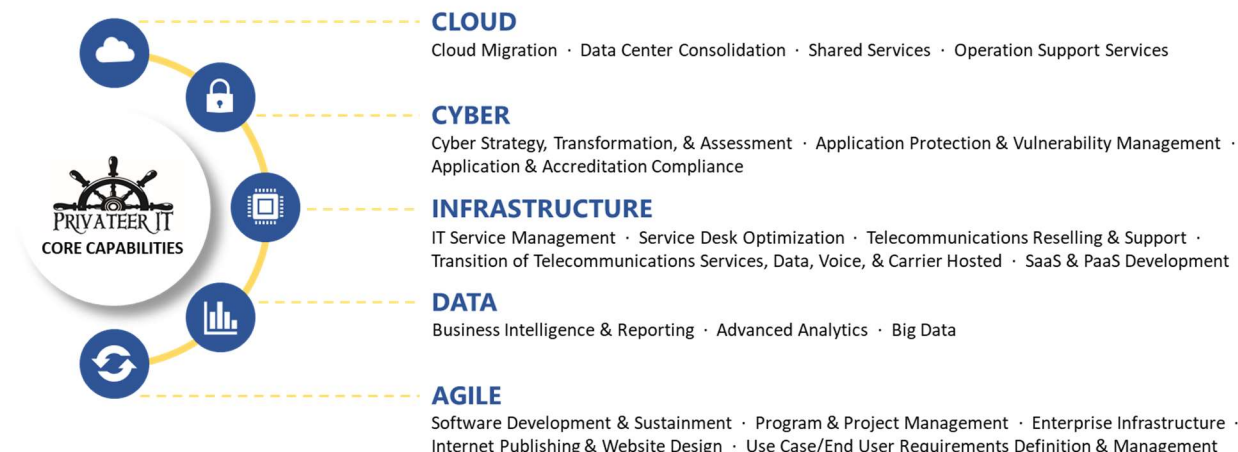 CLOUD
Cloud Migration · Data Center Consolidation · Shared Services · Operation Support Services
CYBER
Cyber Strategy, Transformation, & Assessment · Application Protection & Vulnerability Management ·
Application & Accreditation Compliance
PRIVATEER IT
CORE CAPABILITIES
INFRASTRUCTURE
IT Service Management · Service Desk Optimization · Telecommunications Reselling & Support ·
Transition of Telecommunications Services, Data, Voice, & Carrier Hosted · SaaS & PaaS Development
DATA
Business Intelligence & Reporting · Advanced Analytics · Big Data
AGILE
Software Development & Sustainment · Program & Project Management · Enterprise Infrastructure ·
Internet Publishing & Website Design · Use Case/End User Requirements Definition & Management